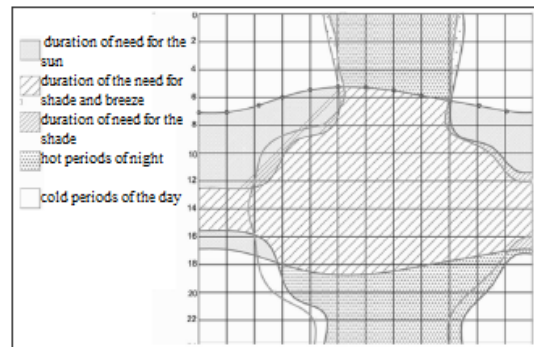 duration of need for the
sun
duration of the need for
shade and breeze
duration of need for the
shade
hot periods of night
cold periods of the day
0
2
4
6
8
10
12
14
16
18
20
22